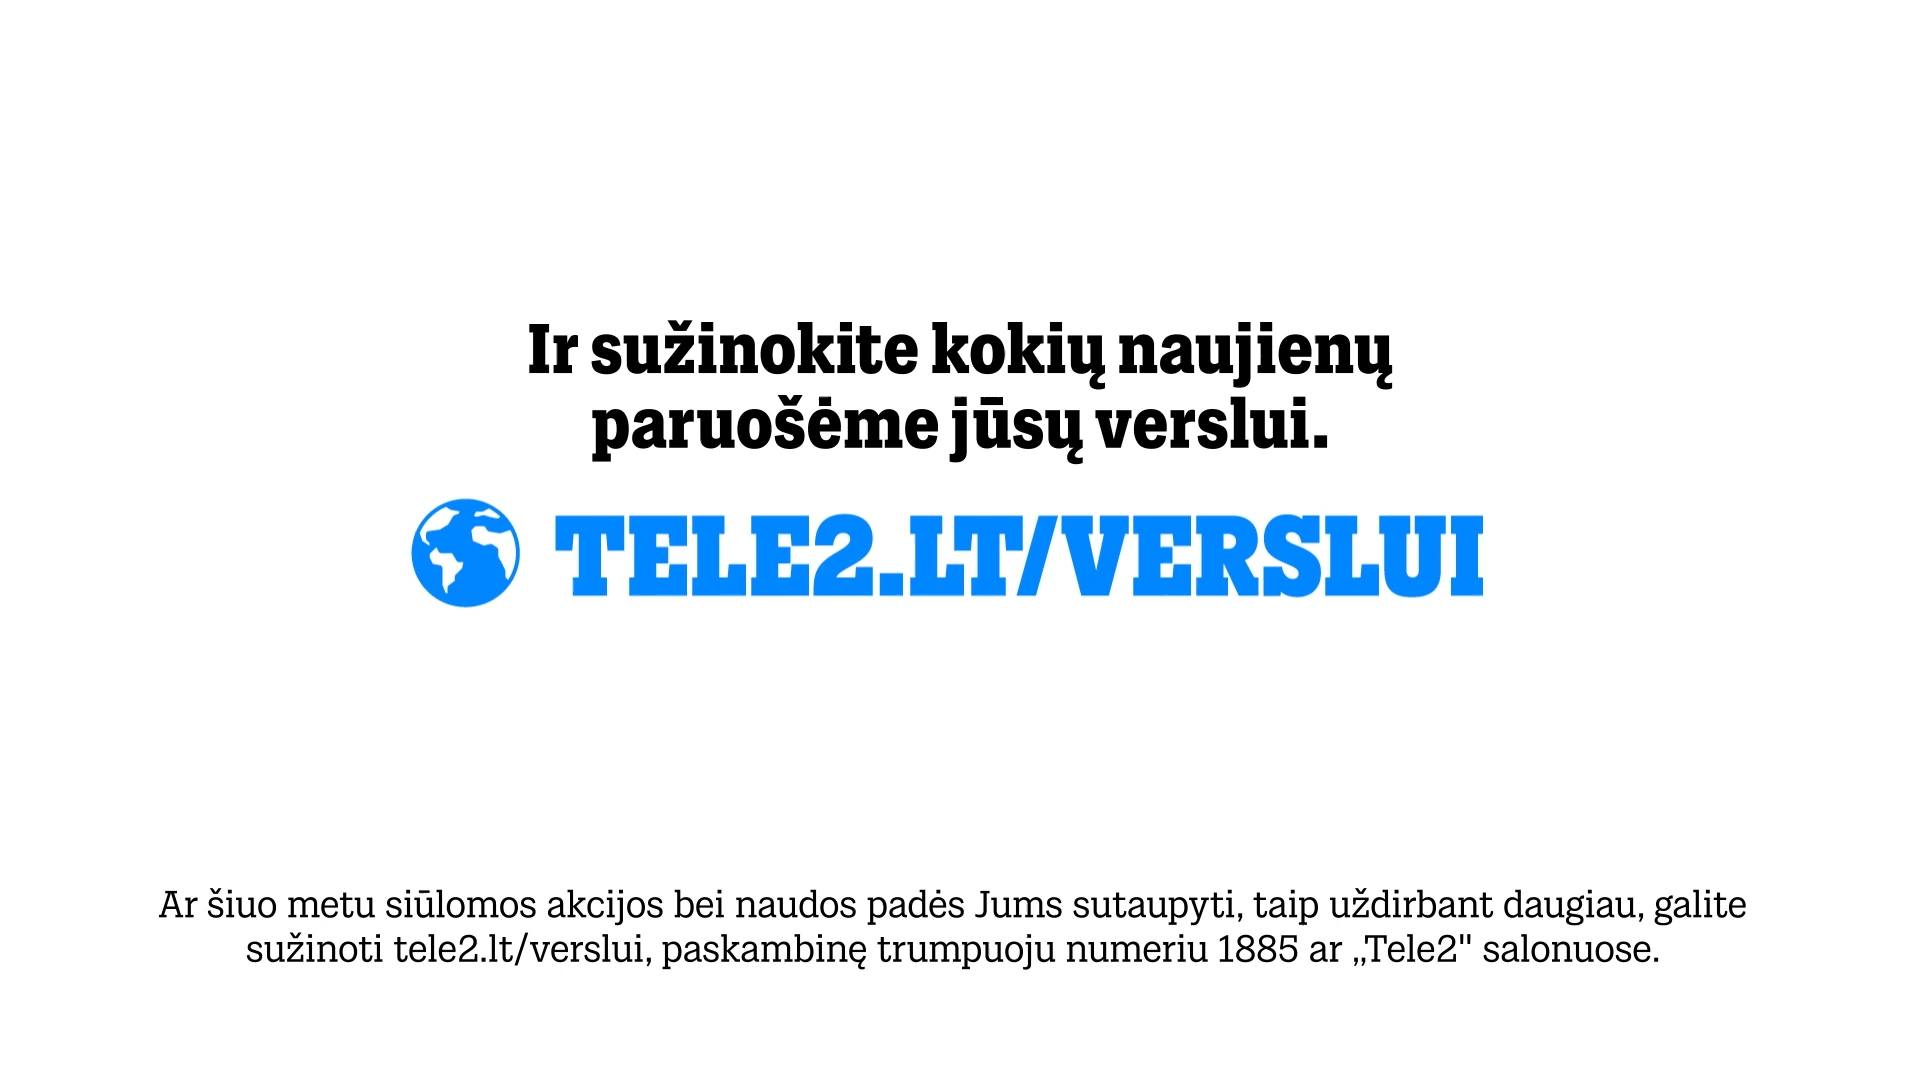 Ir sužinokite kokių naujienų
paruošėme jūsų verslui.
TELE2.LT/VERSLUI
Ar šiuo metu siūlomos akcijos bei naudos padės Jums sutaupyti, taip uždirbant daugiau, galite
sužinoti tele2.lt/verslui, paskambinę trumpuoju numeriu 1885 ar „Tele2" salonuose.